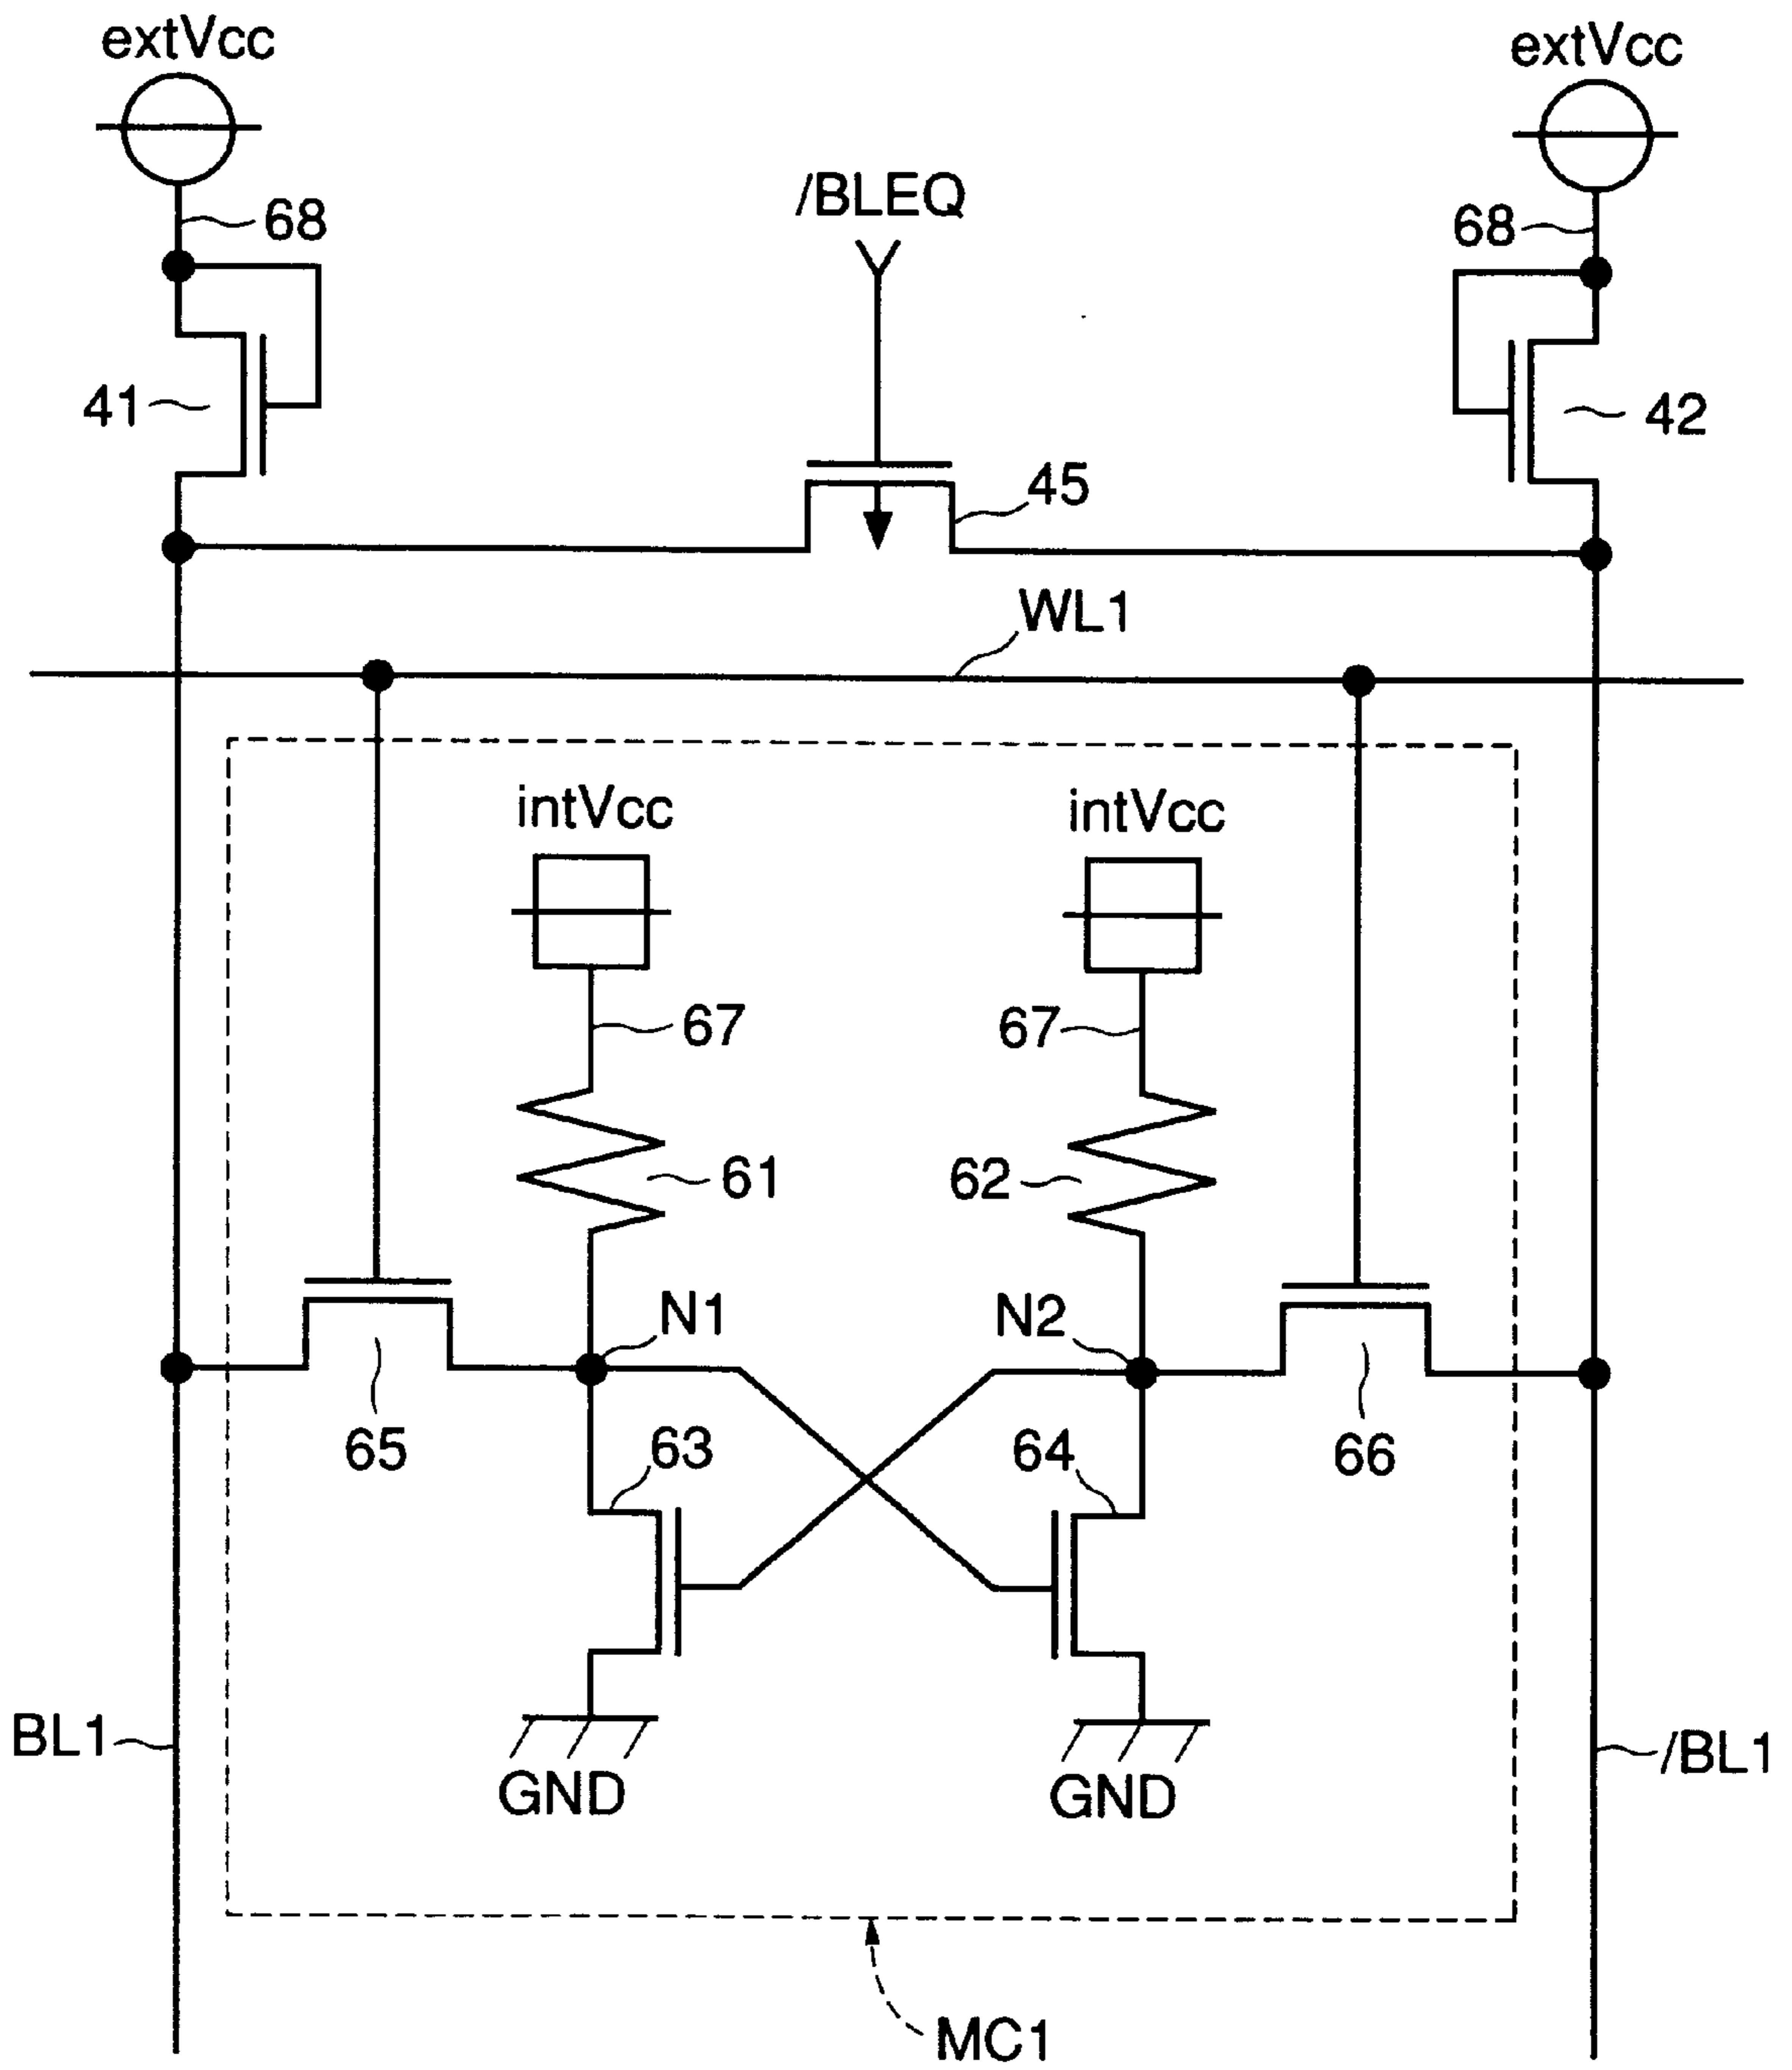 extVcc
extVcc
68
/BLEQ
68
41
42
45
WL1
intVcc
intVcc
67
67
61
62
N1
N2
65
63
64
66
BL1
/BL1
GND
GND
MC1